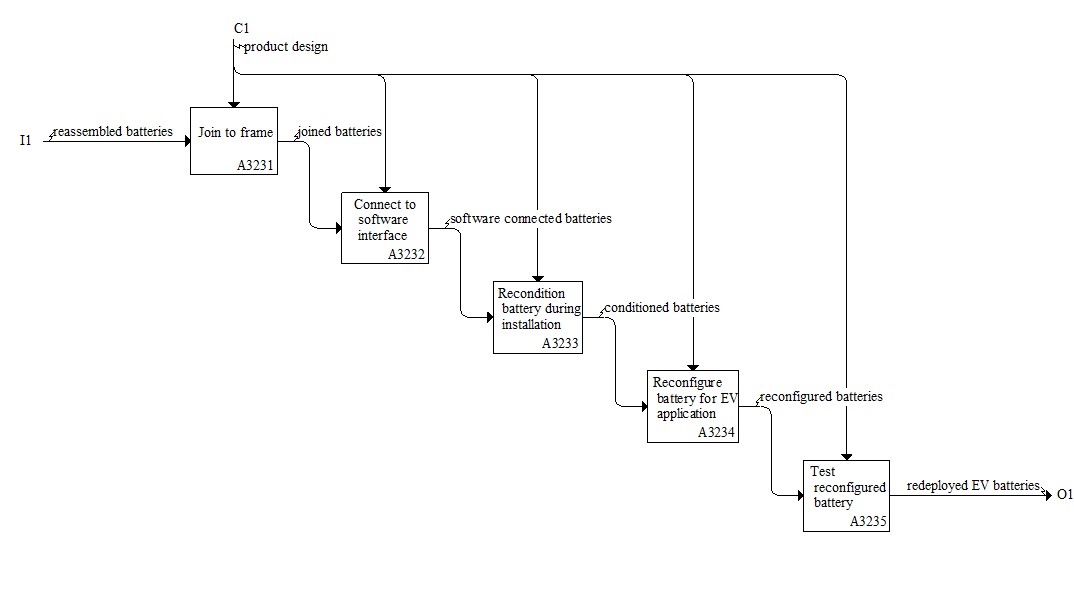 C1
product design
I1
reassembled batteries
Join to frame
A3231
joined batteries
Connect to
software
interface
A3232
software connected batteries
Recondition
battery during
installation
A3233
conditioned batteries
Reconfigure
battery for EV
application
A3234
reconfigured batteries
Test
reconfigured
battery
A3235
redeployed EV batteries
O1